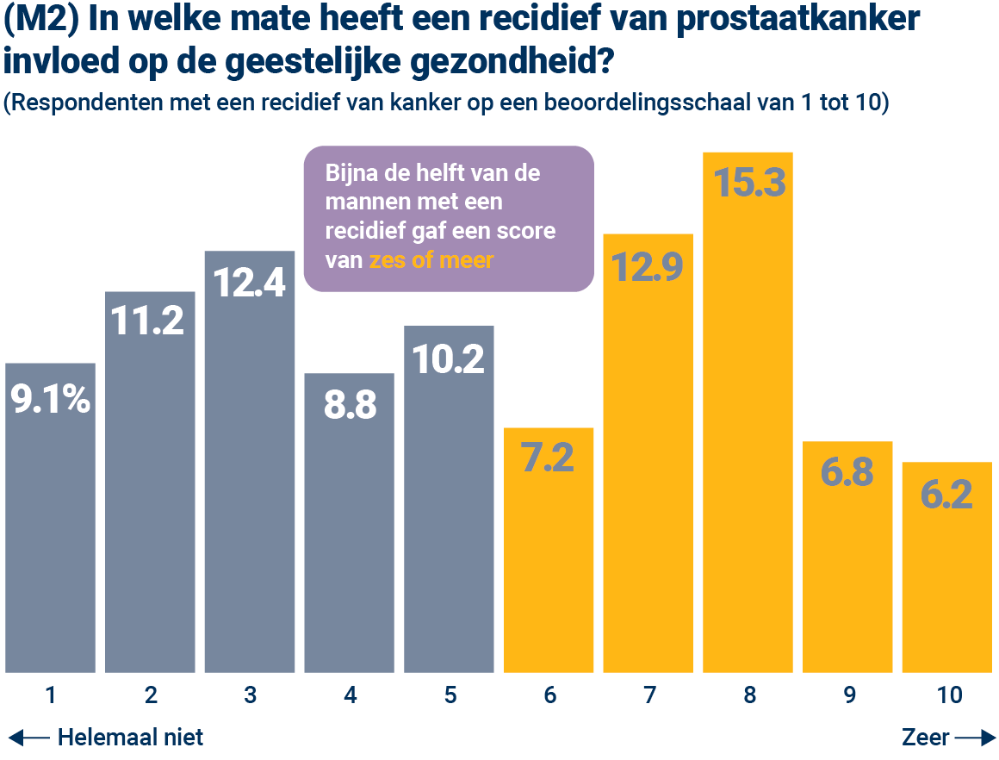 (M2) In welke mate heeft een recidief van prostaatkanker
invloed op de geestelijke gezondheid?
(Respondenten met een recidief van kanker op een beoordelingsschaal van 1 tot 10)
Bijna de helft van de
mannen met een
recidief gaf een score
van zes of meer
9.1%
11.2
12.4
8.8
10.2
7.2
12.9
15.3
6.8
6.2
1 2 3 4 5 6 7 8 9 10
Helemaal niet
Zeer